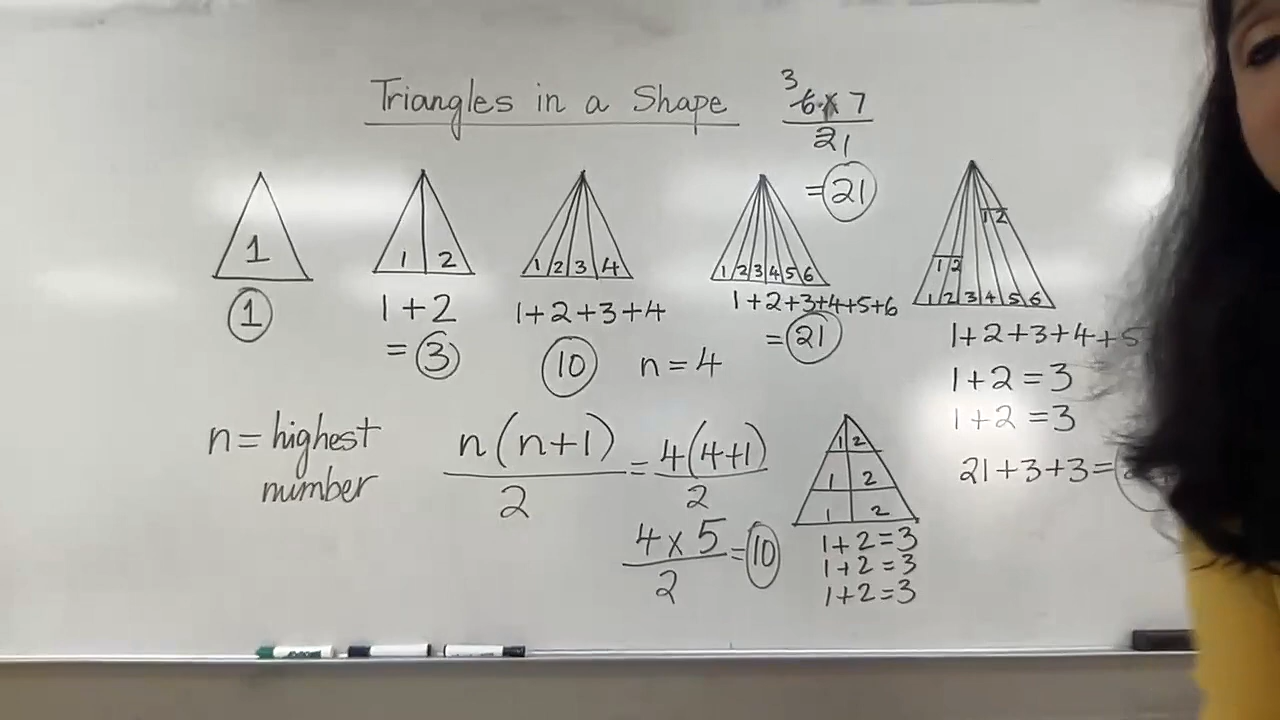 Triangles in a Shape
3
6 x 7
21
= 21
1
1
1 2
1+2
= 3
1 2 3 4
1+2+3+4
10
n=4
1 2 3 4 5 6
1+2+3+4+5+6
= 21
1 2
1 2
1 2 3 4 5 6
1+2+3+4+5
1+2=3
1+2=3
21+3+3=
n= highest
number
n(n+1)
2
= 4(4+1)
2
4x5
2
= 10
1 2
1 2
1 2
1+2=3
1+2=3
1+2=3